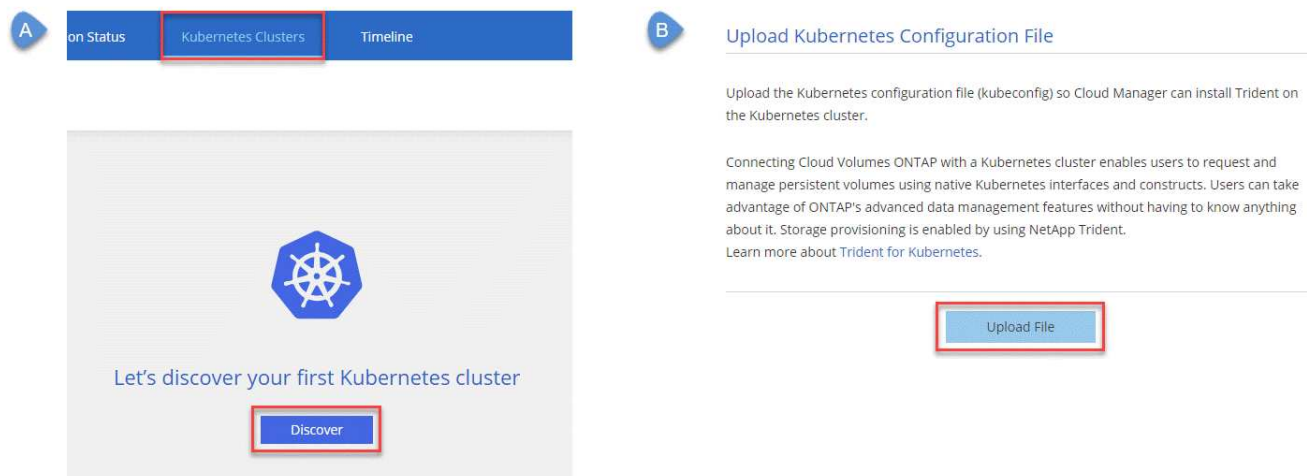 A
on Status Kubernetes Clusters Timeline
Let's discover your first Kubernetes cluster
Discover
B
Upload Kubernetes Configuration File
Upload the Kubernetes configuration file (kubeconfig) so Cloud Manager can install Trident on
the Kubernetes cluster.
Connecting Cloud Volumes ONTAP with a Kubernetes cluster enables users to request and
manage persistent volumes using native Kubernetes interfaces and constructs. Users can take
advantage of ONTAP's advanced data management features without having to know anything
about it. Storage provisioning is enabled by using NetApp Trident.
Learn more about Trident for Kubernetes.
Upload File